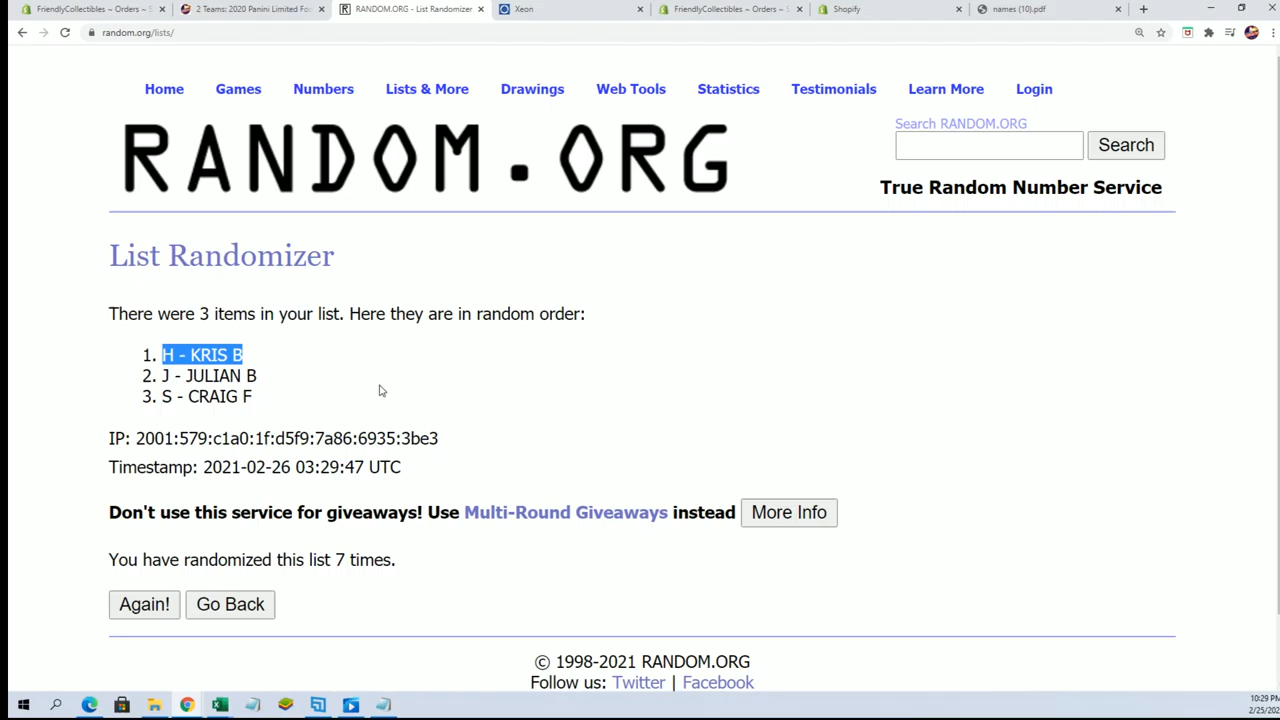 FriendlyCollectibles ~ Orders ~ S
2 Teams: 2020 Panini Limited Foo
RANDOM.ORG - List Randomizer
Xeon
FriendlyCollectibles ~ Orders ~ S
Shopify
names (10).pdf
random.org/lists/
Home Games Numbers Lists & More Drawings Web Tools Statistics Testimonials Learn More Login
Search RANDOM.ORG
RANDOM.ORG
Search
True Random Number Service
List Randomizer
There were 3 items in your list. Here they are in random order:
1. H - KRIS B
2. J - JULIAN B
3. S - CRAIG F
IP: 2001:579:c1a0:1f:d5f9:7a86:6935:3be3
Timestamp: 2021-02-26 03:29:47 UTC
Don't use this service for giveaways! Use Multi-Round Giveaways instead More Info
You have randomized this list 7 times.
Again! Go Back
© 1998-2021 RANDOM.ORG
Follow us: Twitter | Facebook
10:29 PM
2/25/202